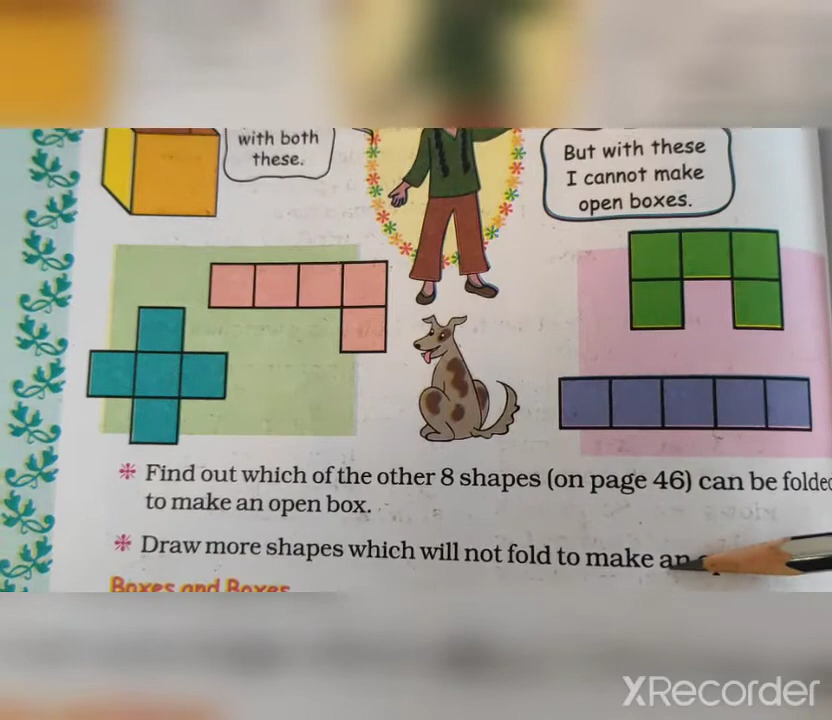 with both
these.
But with these
I cannot make
open boxes.
Find out which of the other 8 shapes (on page 46) can be folded
to make an open box.
Draw more shapes which will not fold to make an
Boxes and Boxes
XRecorder